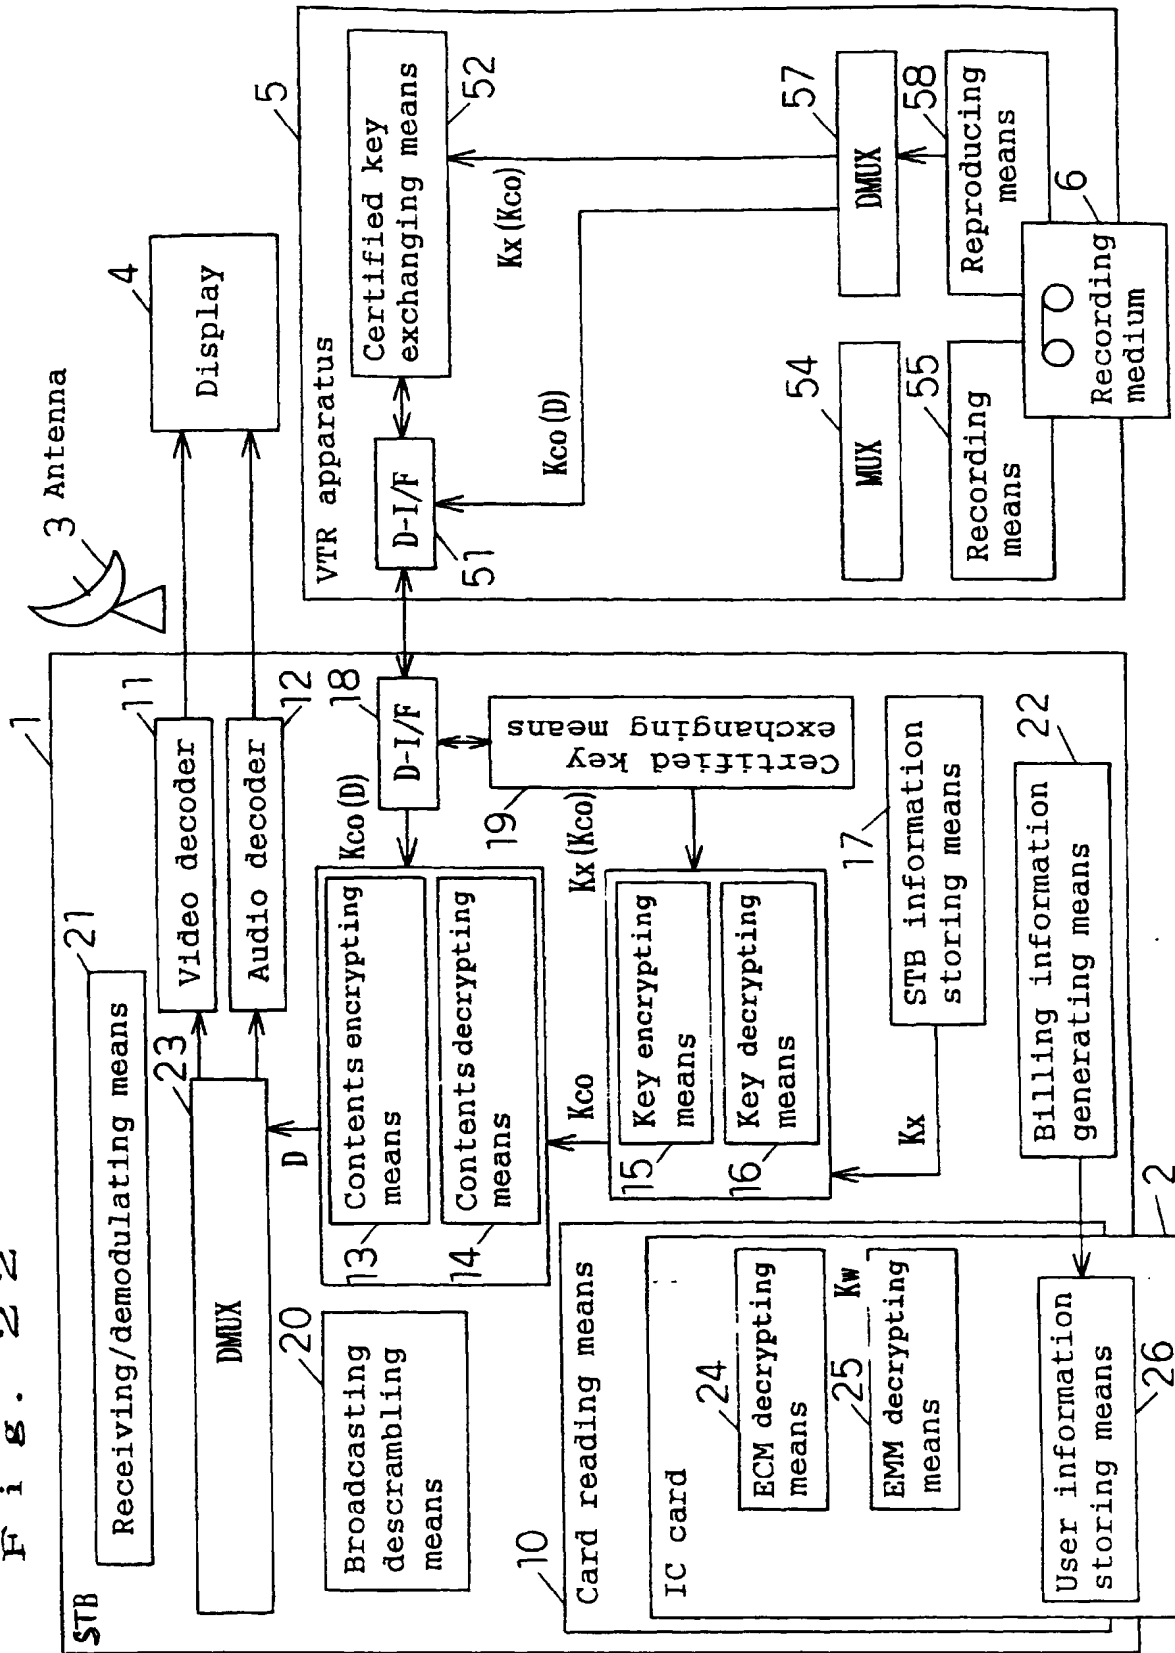 Fig. 22
STB
1
Receiving/demodulating means
21
DMUX
23
Video decoder
11
Audio decoder
12
3 Antenna
4
Display
Broadcasting
descrambling
means
20
D
Contents encrypting
means
13
Contents decrypting
means
14
Kco(D)
D-I/F
18
Certified key
exchanging means
19
Kx(Kco)
Kco
Key encrypting
means
15
Key decrypting
means
16
Kx
STB information
storing means
17
Billing information
generating means
22
10
Card reading means
IC card
2
ECM decrypting
means
24
Kw
EMM decrypting
means
25
User information
storing means
26
VTR apparatus
5
D-I/F
51
Certified key
exchanging means
52
Kx(Kco)
Kco(D)
MUX
54
Recording
means
55
DMUX
57
Reproducing
means
58
Recording
medium
6